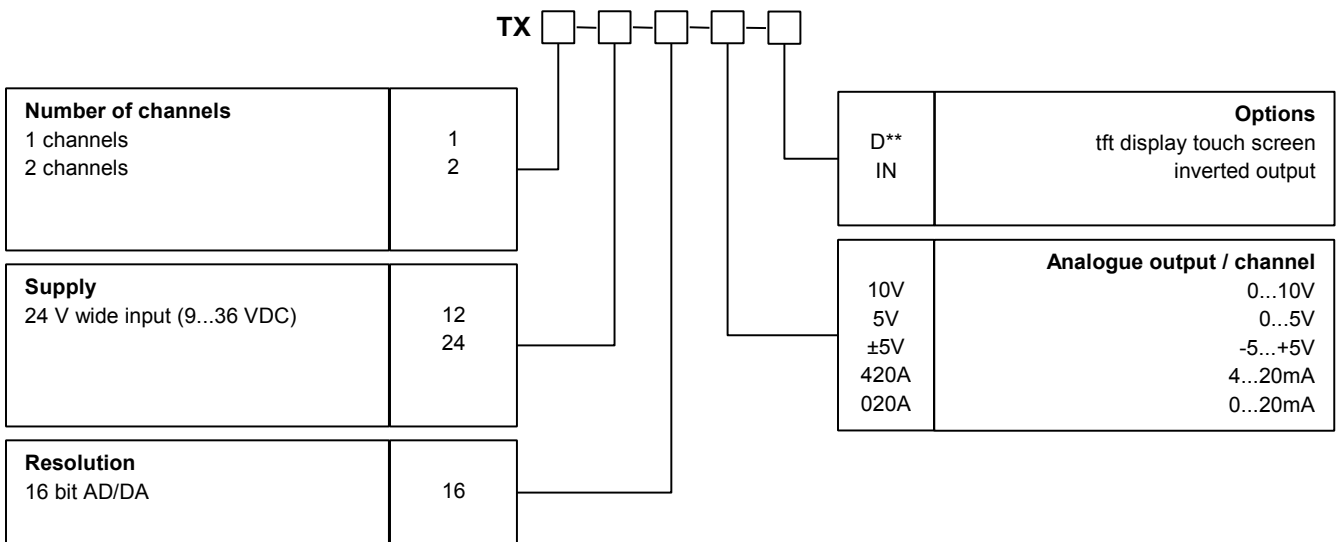 TX
Number of channels
1 channels 1
2 channels 2
Supply
24 V wide input (9...36 VDC) 12
24
Resolution
16 bit AD/DA 16
Options
D** tft display touch screen
IN inverted output
Analogue output / channel
10V 0...10V
5V 0...5V
±5V -5...+5V
420A 4...20mA
020A 0...20mA